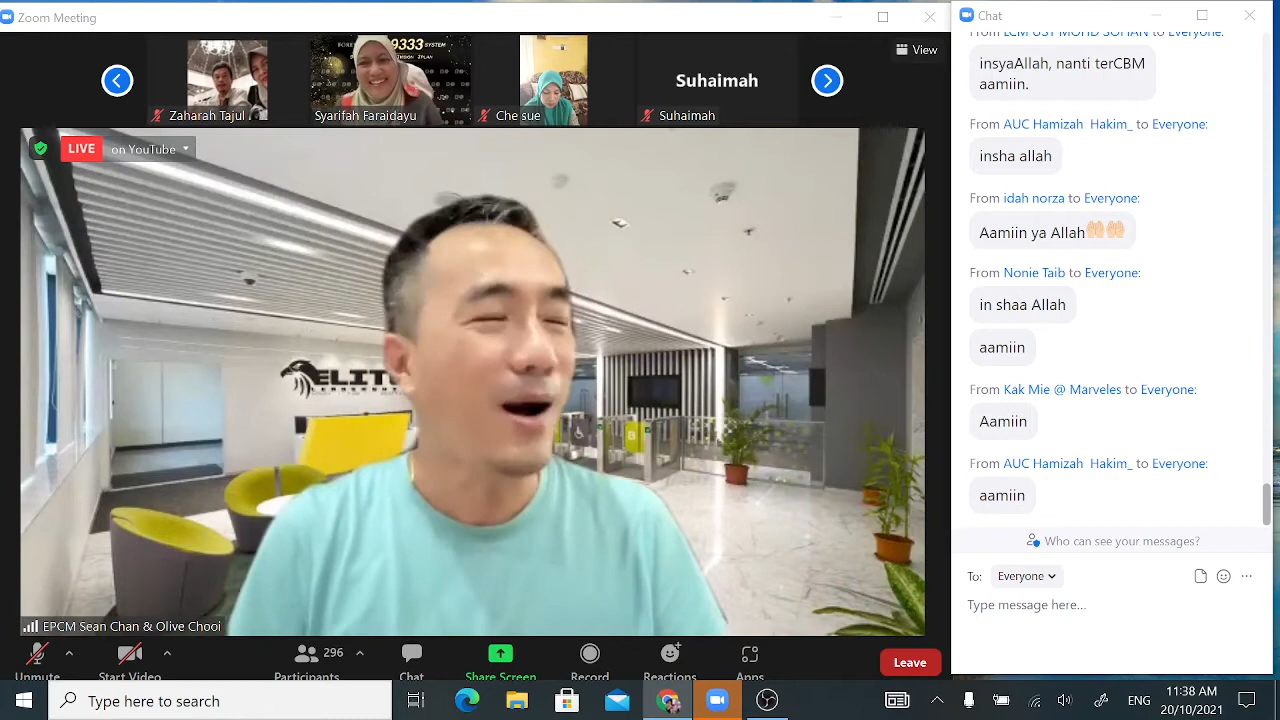 Zoom Meeting
View
9333 SYSTEM
Zaharah Tajul
Syarifah Faraidayu
Che sue
Suhaimah
Suhaimah
LIVE
on YouTube
ELITE
EPCM Sean Chan & Olive Chooi
Unmute
Start Video
296
Participants
Chat
Share Screen
Record
Reactions
Apps
Leave
Chat
to Everyone:
insyaAllah, nanti terCBM
aamiin.
From AUC Hamizah Hakim_ to Everyone:
insha allah
From idah norza to Everyone:
Aamiin ya Allah🤲🏻🤲🏻
From Nonie Taib to Everyone:
in shaa Allah
aamiin
From Kak Mie @ Marveles to Everyone:
Aamiin
From AUC Hamizah Hakim_ to Everyone:
aamiin
Who can see your messages?
To: Everyone
Type message here...
Type here to search
ENG
11:38 AM
20/10/2021